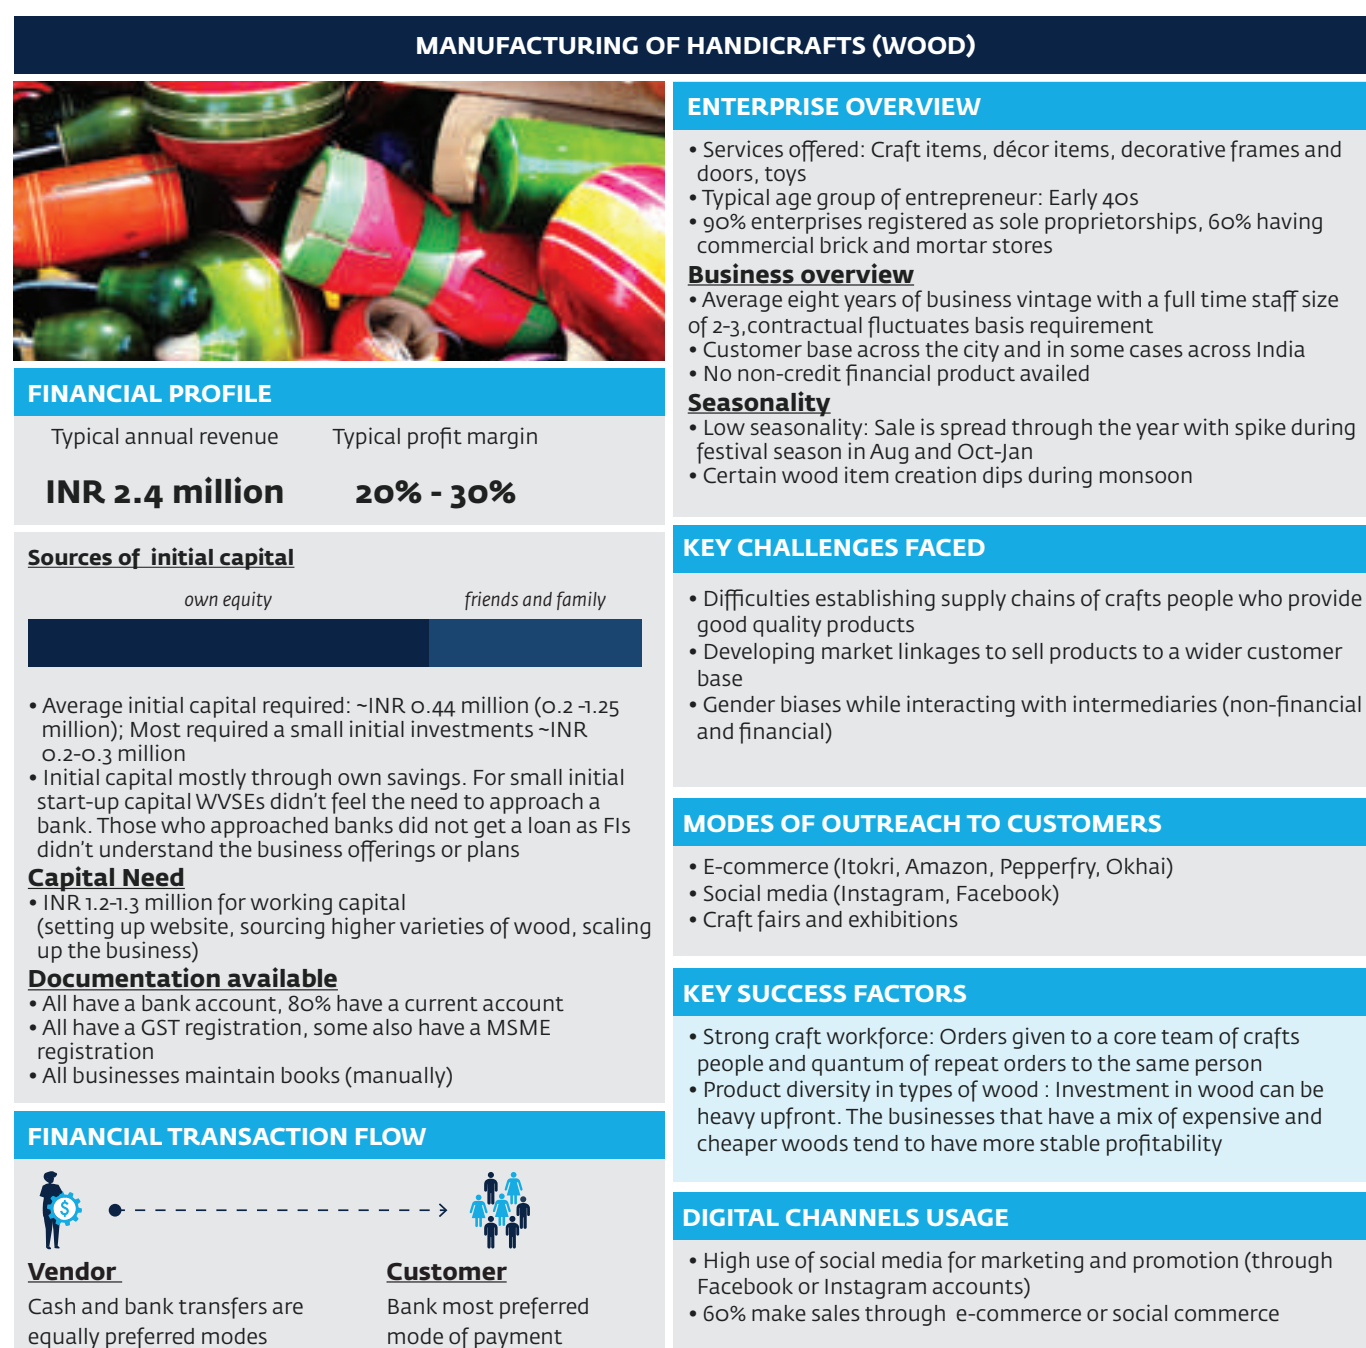 MANUFACTURING OF HANDICRAFTS (WOOD)
FINANCIAL PROFILE
Typical annual revenue
Typical profit margin
INR 2.4 million
20% - 30%
Sources of initial capital
own equity
friends and family
• Average initial capital required: ~INR 0.44 million (0.2 -1.25
million); Most required a small initial investments ~INR
0.2-0.3 million
• Initial capital mostly through own savings. For small initial
start-up capital WVSEs didn't feel the need to approach a
bank. Those who approached banks did not get a loan as FIs
didn't understand the business offerings or plans
Capital Need
• INR 1.2-1.3 million for working capital
(setting up website, sourcing higher varieties of wood, scaling
up the business)
Documentation available
• All have a bank account, 80% have a current account
• All have a GST registration, some also have a MSME
registration
• All businesses maintain books (manually)
FINANCIAL TRANSACTION FLOW
$
Vendor
Cash and bank transfers are
equally preferred modes
Customer
Bank most preferred
mode of payment
ENTERPRISE OVERVIEW
• Services offered: Craft items, décor items, decorative frames and
doors, toys
• Typical age group of entrepreneur: Early 40s
• 90% enterprises registered as sole proprietorships, 60% having
commercial brick and mortar stores
Business overview
• Average eight years of business vintage with a full time staff size
of 2-3,contractual fluctuates basis requirement
• Customer base across the city and in some cases across India
• No non-credit financial product availed
Seasonality
• Low seasonality: Sale is spread through the year with spike during
festival season in Aug and Oct-Jan
• Certain wood item creation dips during monsoon
KEY CHALLENGES FACED
• Difficulties establishing supply chains of crafts people who provide
good quality products
• Developing market linkages to sell products to a wider customer
base
• Gender biases while interacting with intermediaries (non-financial
and financial)
MODES OF OUTREACH TO CUSTOMERS
• E-commerce (Itokri, Amazon, Pepperfry, Okhai)
• Social media (Instagram, Facebook)
• Craft fairs and exhibitions
KEY SUCCESS FACTORS
• Strong craft workforce: Orders given to a core team of crafts
people and quantum of repeat orders to the same person
• Product diversity in types of wood : Investment in wood can be
heavy upfront. The businesses that have a mix of expensive and
cheaper woods tend to have more stable profitability
DIGITAL CHANNELS USAGE
• High use of social media for marketing and promotion (through
Facebook or Instagram accounts)
• 60% make sales through e-commerce or social commerce